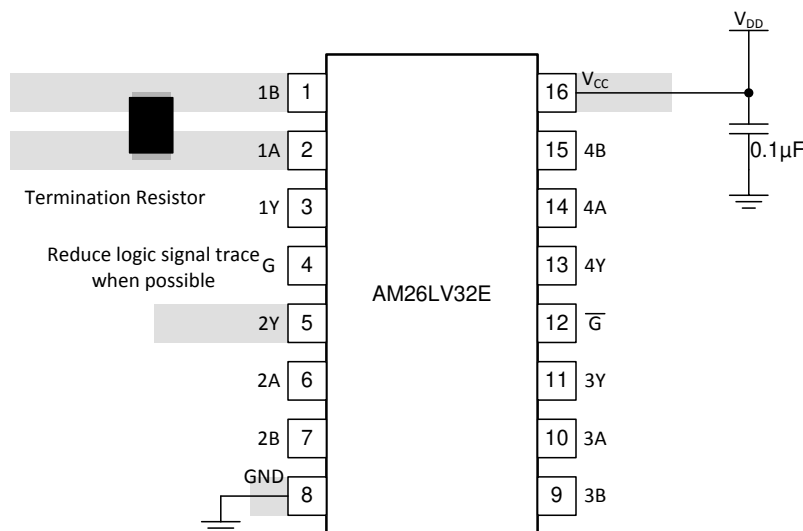 V_DD
1B 1 16 V_CC
1A 2 15 4B 0.1µF
Termination Resistor
1Y 3 14 4A
Reduce logic signal trace
when possible
G 4 13 4Y
AM26LV32E
2Y 5 12 G̅
2A 6 11 3Y
2B 7 10 3A
GND 8 9 3B